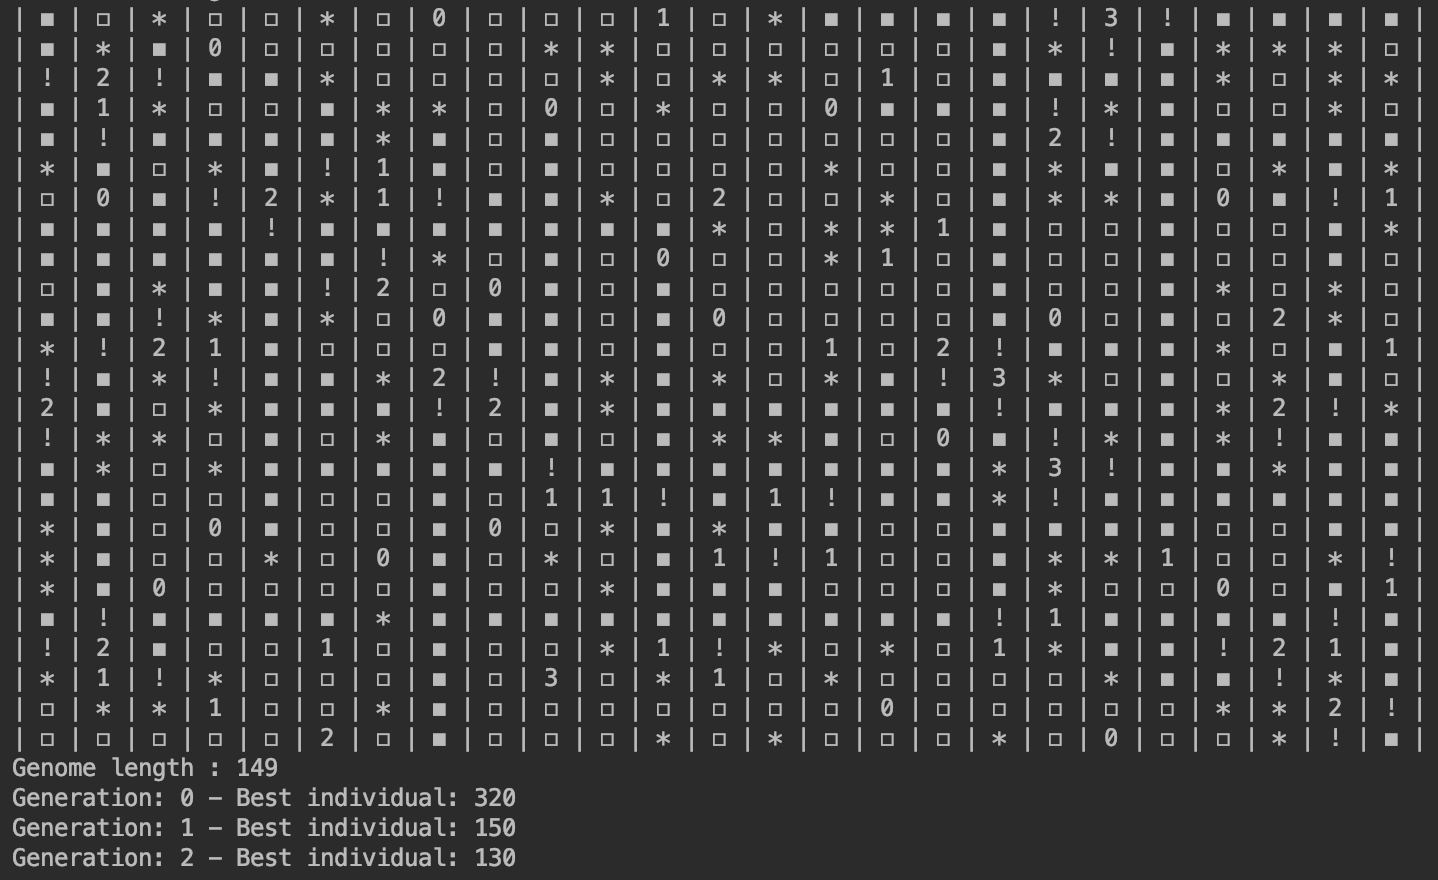 | ■ | □ | * | □ | □ | * | □ | 0 | □ | □ | □ | 1 | □ | * | ■ | ■ | ■ | ■ | ! | 3 | ! | ■ | ■ | ■ | ■ |
| ■ | * | ■ | 0 | □ | □ | □ | □ | □ | * | * | □ | □ | □ | □ | □ | □ | ■ | * | ! | ■ | * | * | * | □ |
| ! | 2 | ! | ■ | ■ | * | □ | □ | □ | □ | * | □ | * | * | □ | 1 | □ | ■ | ■ | ■ | ■ | * | □ | * | * |
| ■ | 1 | * | □ | □ | ■ | * | * | □ | 0 | □ | * | □ | □ | 0 | ■ | ■ | ■ | ! | * | ■ | □ | □ | * | □ |
| ■ | ! | ■ | ■ | ■ | ■ | * | ■ | □ | ■ | □ | □ | □ | □ | □ | □ | □ | ■ | 2 | ! | ■ | ■ | ■ | ■ | ■ |
| * | ■ | □ | * | ■ | ! | 1 | ■ | □ | ■ | □ | □ | □ | □ | * | □ | □ | ■ | * | ■ | ■ | □ | * | ■ | * |
| □ | 0 | ■ | ! | 2 | * | 1 | ! | ■ | ■ | * | □ | 2 | □ | □ | * | □ | ■ | * | * | ■ | 0 | ■ | ! | 1 |
| ■ | ■ | ■ | ■ | ! | ■ | ■ | ■ | ■ | ■ | ■ | ■ | * | □ | * | * | 1 | ■ | □ | □ | ■ | □ | □ | ■ | * |
| ■ | ■ | ■ | ■ | ■ | ■ | ! | * | □ | ■ | □ | 0 | □ | □ | * | 1 | □ | ■ | □ | □ | ■ | □ | □ | ■ | □ |
| □ | ■ | * | ■ | ■ | ! | 2 | □ | 0 | ■ | □ | ■ | □ | □ | □ | □ | □ | ■ | □ | □ | ■ | * | □ | * | □ |
| ■ | ■ | ! | * | ■ | * | □ | 0 | ■ | ■ | □ | ■ | 0 | □ | □ | □ | □ | ■ | 0 | □ | ■ | □ | 2 | * | □ |
| * | ! | 2 | 1 | ■ | □ | □ | □ | ■ | ■ | □ | ■ | □ | □ | 1 | □ | 2 | ! | ■ | ■ | ■ | * | □ | ■ | 1 |
| ! | ■ | * | ! | ■ | ■ | * | 2 | ! | ■ | * | ■ | * | □ | * | ■ | ! | 3 | * | □ | ■ | □ | * | ■ | □ |
| 2 | ■ | □ | * | ■ | ■ | ■ | ! | 2 | ■ | * | ■ | ■ | ■ | ■ | ■ | ■ | ! | ■ | ■ | ■ | * | 2 | ! | * |
| ! | * | * | □ | ■ | □ | * | ■ | □ | ■ | □ | ■ | * | * | ■ | □ | 0 | ■ | ! | * | ■ | * | ! | ■ | ■ |
| ■ | * | □ | * | ■ | ■ | ■ | ■ | ■ | ! | ■ | ■ | ■ | ■ | ■ | ■ | ■ | * | 3 | ! | ■ | ■ | * | ■ | ■ |
| ■ | ■ | □ | □ | ■ | □ | □ | ■ | □ | 1 | 1 | ! | ■ | 1 | ! | ■ | ■ | * | ! | ■ | ■ | ■ | ■ | ■ | ■ |
| * | ■ | □ | 0 | ■ | □ | □ | ■ | 0 | □ | * | ■ | * | ■ | ■ | □ | □ | ■ | ■ | ■ | ■ | □ | □ | ■ | ■ |
| * | ■ | □ | □ | * | □ | 0 | ■ | □ | * | □ | ■ | 1 | ! | 1 | □ | □ | ■ | * | * | 1 | □ | □ | * | ! |
| * | ■ | 0 | □ | □ | □ | □ | ■ | □ | □ | * | ■ | ■ | ■ | □ | □ | □ | ■ | * | □ | □ | 0 | □ | ■ | 1 |
| ■ | ! | ■ | ■ | ■ | ■ | * | ■ | ■ | ■ | ■ | ■ | ■ | ■ | ■ | ■ | ■ | ! | 1 | ■ | ■ | ■ | ■ | ! | ■ |
| ! | 2 | ■ | □ | □ | 1 | □ | ■ | □ | □ | * | 1 | ! | * | □ | * | □ | 1 | * | ■ | ■ | ! | 2 | 1 | ■ |
| * | 1 | ! | * | □ | □ | □ | ■ | □ | 3 | □ | * | 1 | □ | * | □ | □ | □ | □ | * | ■ | ■ | ! | * | ■ |
| □ | * | * | 1 | □ | □ | * | ■ | □ | □ | □ | □ | □ | □ | □ | 0 | □ | □ | □ | □ | □ | * | * | 2 | ! |
| □ | □ | □ | □ | □ | 2 | □ | ■ | □ | □ | □ | * | □ | * | □ | □ | □ | * | □ | 0 | □ | □ | * | ! | ■ |
Genome length : 149
Generation: 0 – Best individual: 320
Generation: 1 – Best individual: 150
Generation: 2 – Best individual: 130